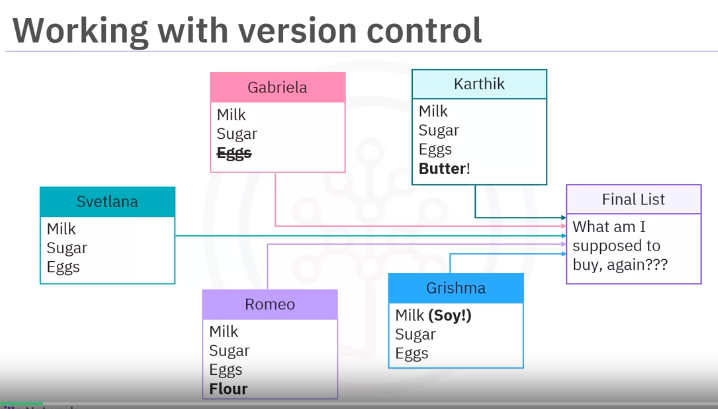 Working with version control
Gabriela
Milk
Sugar
Eggs
Karthik
Milk
Sugar
Eggs
Butter!
Svetlana
Milk
Sugar
Eggs
Final List
What am I
supposed to
buy, again???
Romeo
Milk
Sugar
Eggs
Flour
Grishma
Milk (Soy!)
Sugar
Eggs